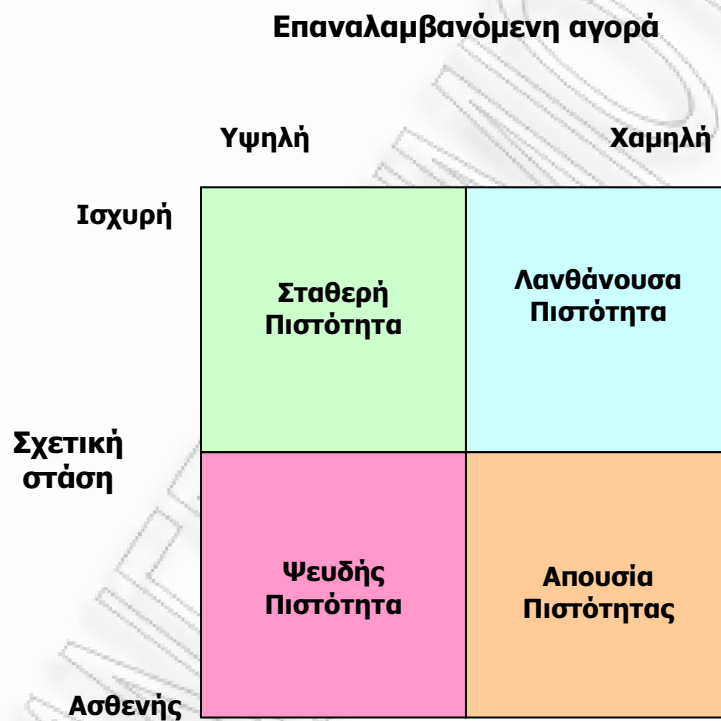 Επαναλαμβανόμενη αγορά
Υψηλή
Χαμηλή
Ισχυρή
Σταθερή
Πιστότητα
Λανθάνουσα
Πιστότητα
Σχετική
στάση
Ψευδής
Πιστότητα
Απουσία
Πιστότητας
Ασθενής